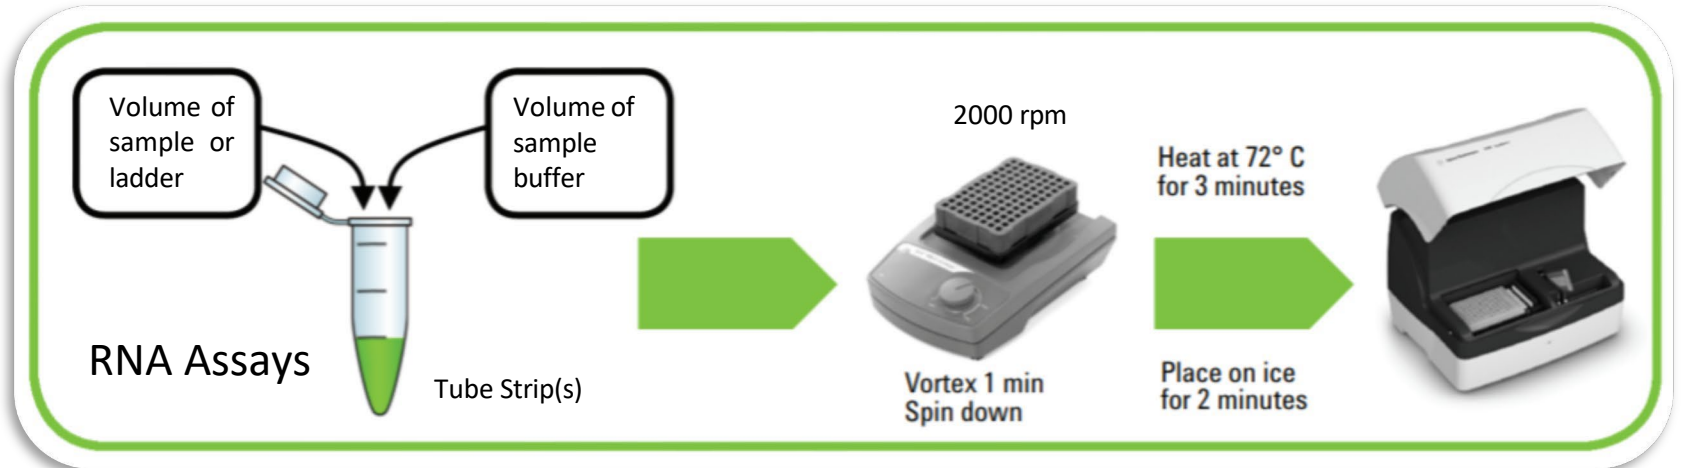 Volume of
sample or
ladder
Volume of
sample
buffer
RNA Assays
Tube Strip(s)
2000 rpm
Vortex 1 min
Spin down
Heat at 72° C
for 3 minutes
Place on ice
for 2 minutes